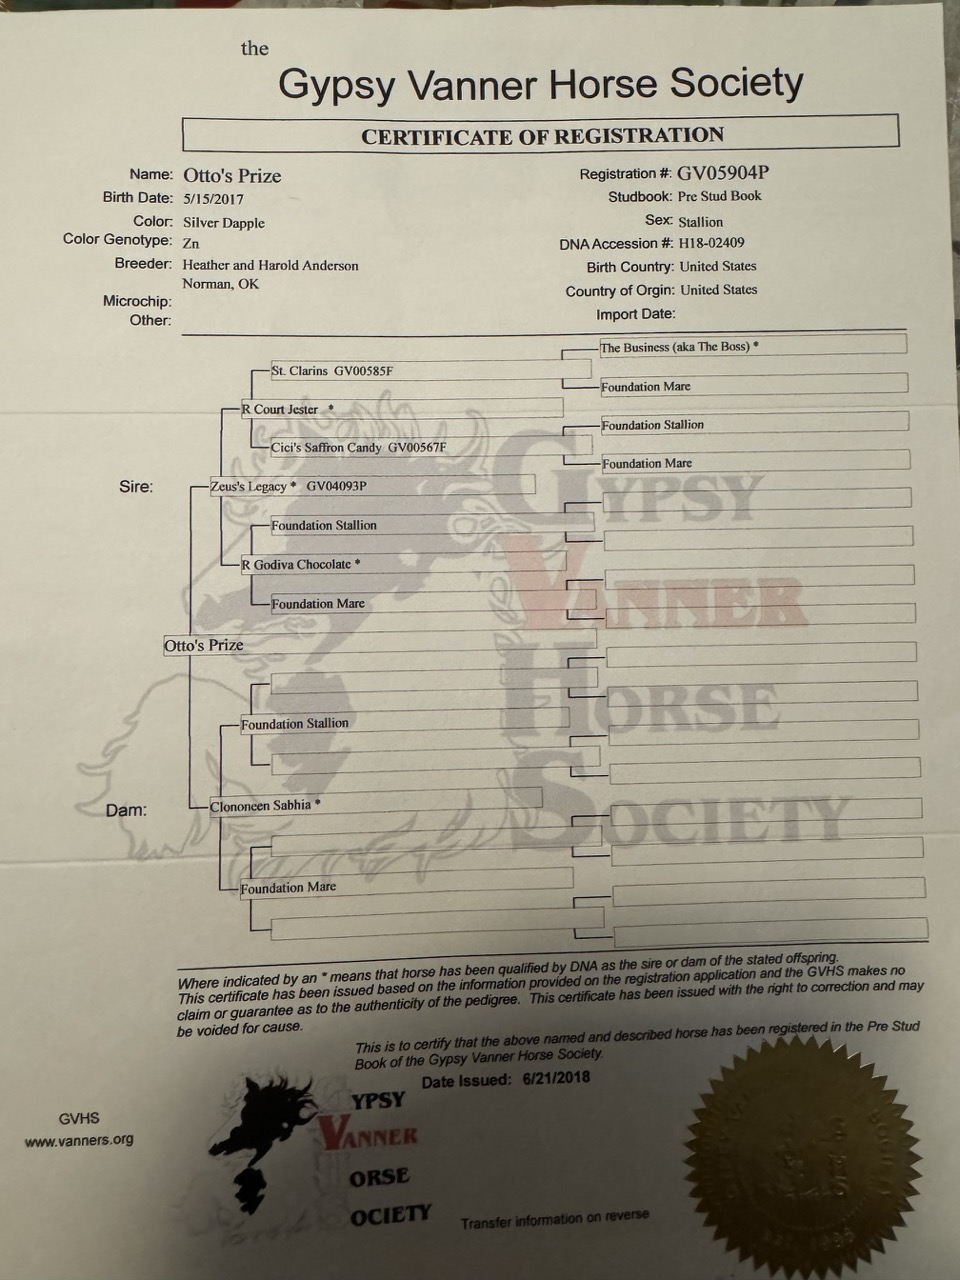 the
Gypsy Vanner Horse Society
CERTIFICATE OF REGISTRATION
Name: Otto's Prize
Birth Date: 5/15/2017
Color: Silver Dapple
Color Genotype: Zn
Breeder: Heather and Harold Anderson
Norman, OK
Microchip:
Other:
Registration #: GV05904P
Studbook: Pre Stud Book
Sex: Stallion
DNA Accession #: H18-02409
Birth Country: United States
Country of Orgin: United States
Import Date:
The Business (aka The Boss) *
St. Clarins GV00585F
Foundation Mare
R Court Jester *
Foundation Stallion
Cici's Saffron Candy GV00567F
Foundation Mare
Sire:
Zeus's Legacy * GV04093P
Foundation Stallion
R Godiva Chocolate *
Foundation Mare
Otto's Prize
Foundation Stallion
Dam:
Clononeen Sabhia *
Foundation Mare
GYPSY
VANNER
HORSE
SOCIETY
Where indicated by an * means that horse has been qualified by DNA as the sire or dam of the stated offspring.
This certificate has been issued based on the information provided on the registration application and the GVHS makes no
claim or guarantee as to the authenticity of the pedigree. This certificate has been issued with the right to correction and may
be voided for cause.
This is to certify that the above named and described horse has been registered in the Pre Stud
Book of the Gypsy Vanner Horse Society.
Date Issued: 6/21/2018
GVHS
www.vanners.org
YPSY
VANNER
ORSE
OCIETY
Transfer information on reverse